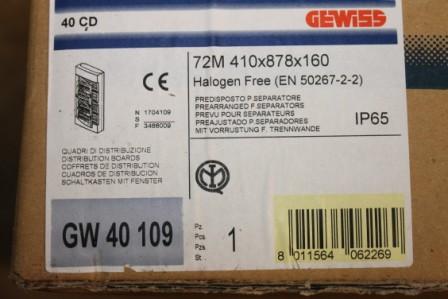 40 CD
GEWISS
72M 410x878x160
Halogen Free (EN 50267-2-2)
CE
N 1704109
S
F 3486009
PREDISPOSTO P.SEPARATORE
PREARRANGED F.SEPARATORS
PREVU POUR SEPARATEURS
PREAJUSTADO P.SEPARADORES
MIT VORRUSTUNG F. TRENNWANDE
IP65
QUADRI DI DISTRIBUZIONE
DISTRIBUTION BOARDS
COFFRETS DE DISTRIBUTION
CUADROS DE DISTRIBUCION
SCHALTKASTEN MIT FENSTER
GW 40 109
Pz.
Pcs
Pzs
St.
1
8 011564 062269